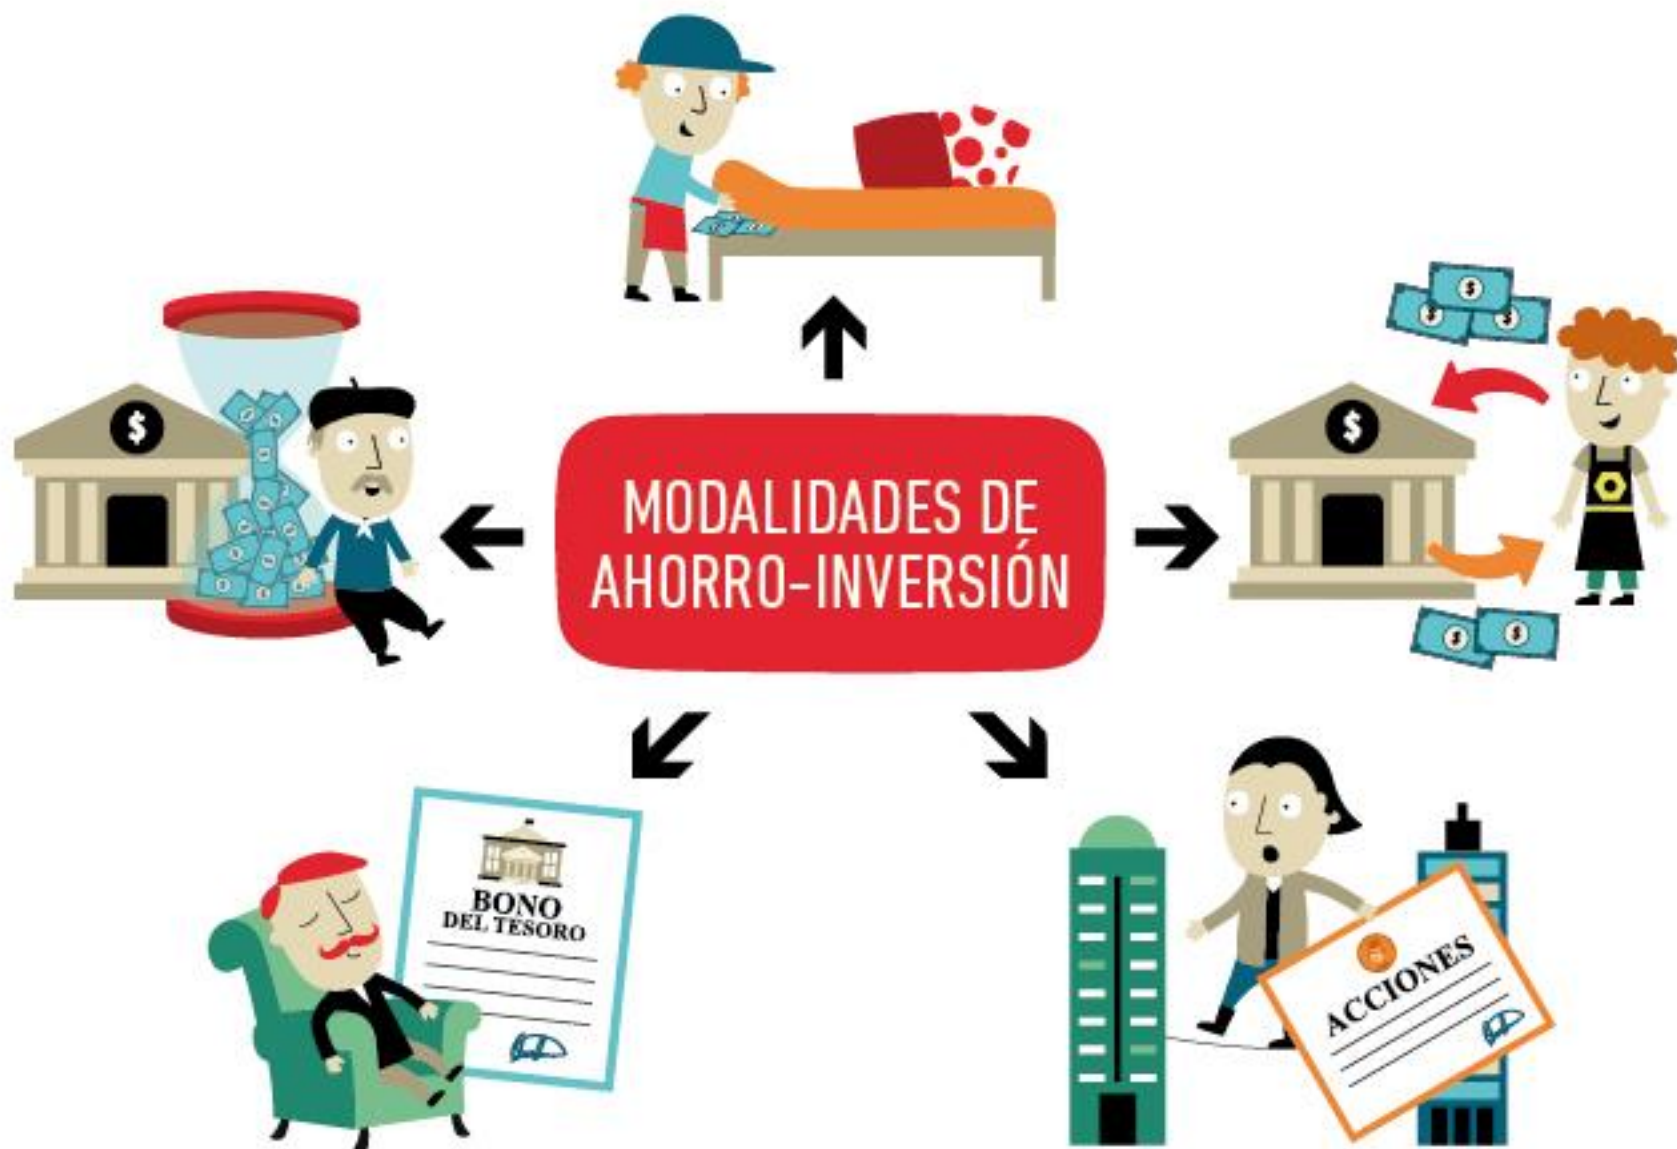 MODALIDADES DE
AHORRO-INVERSIÓN
$
$
BONO
DEL TESORO
ACCIONES